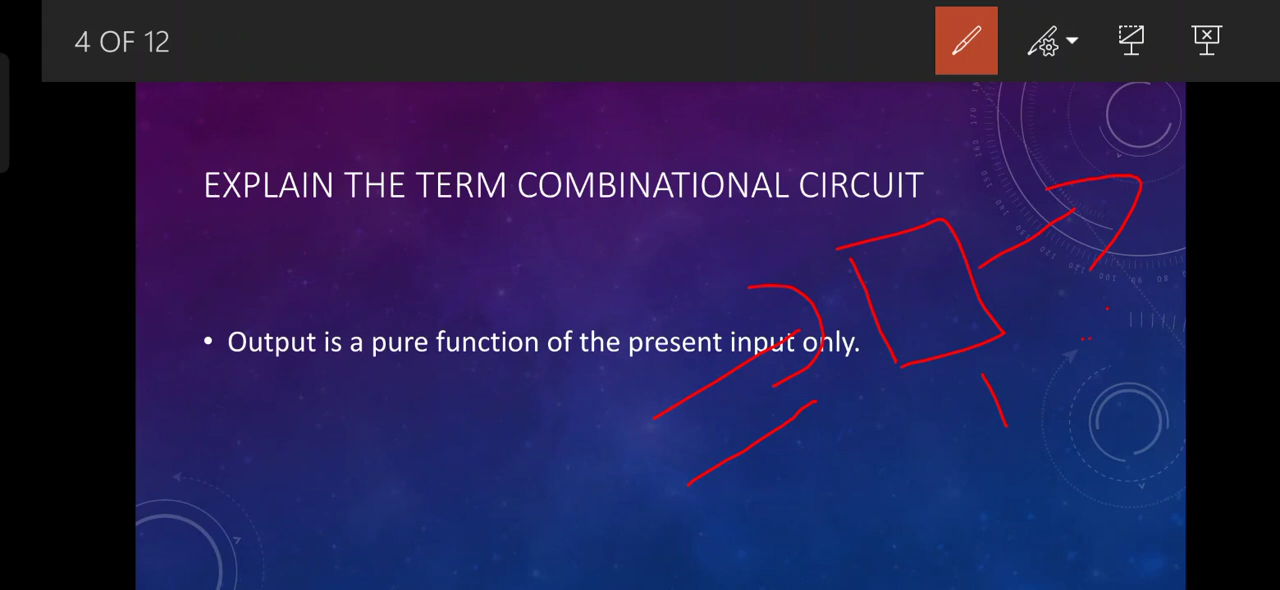 4 OF 12
EXPLAIN THE TERM COMBINATIONAL CIRCUIT
• Output is a pure function of the present input only.